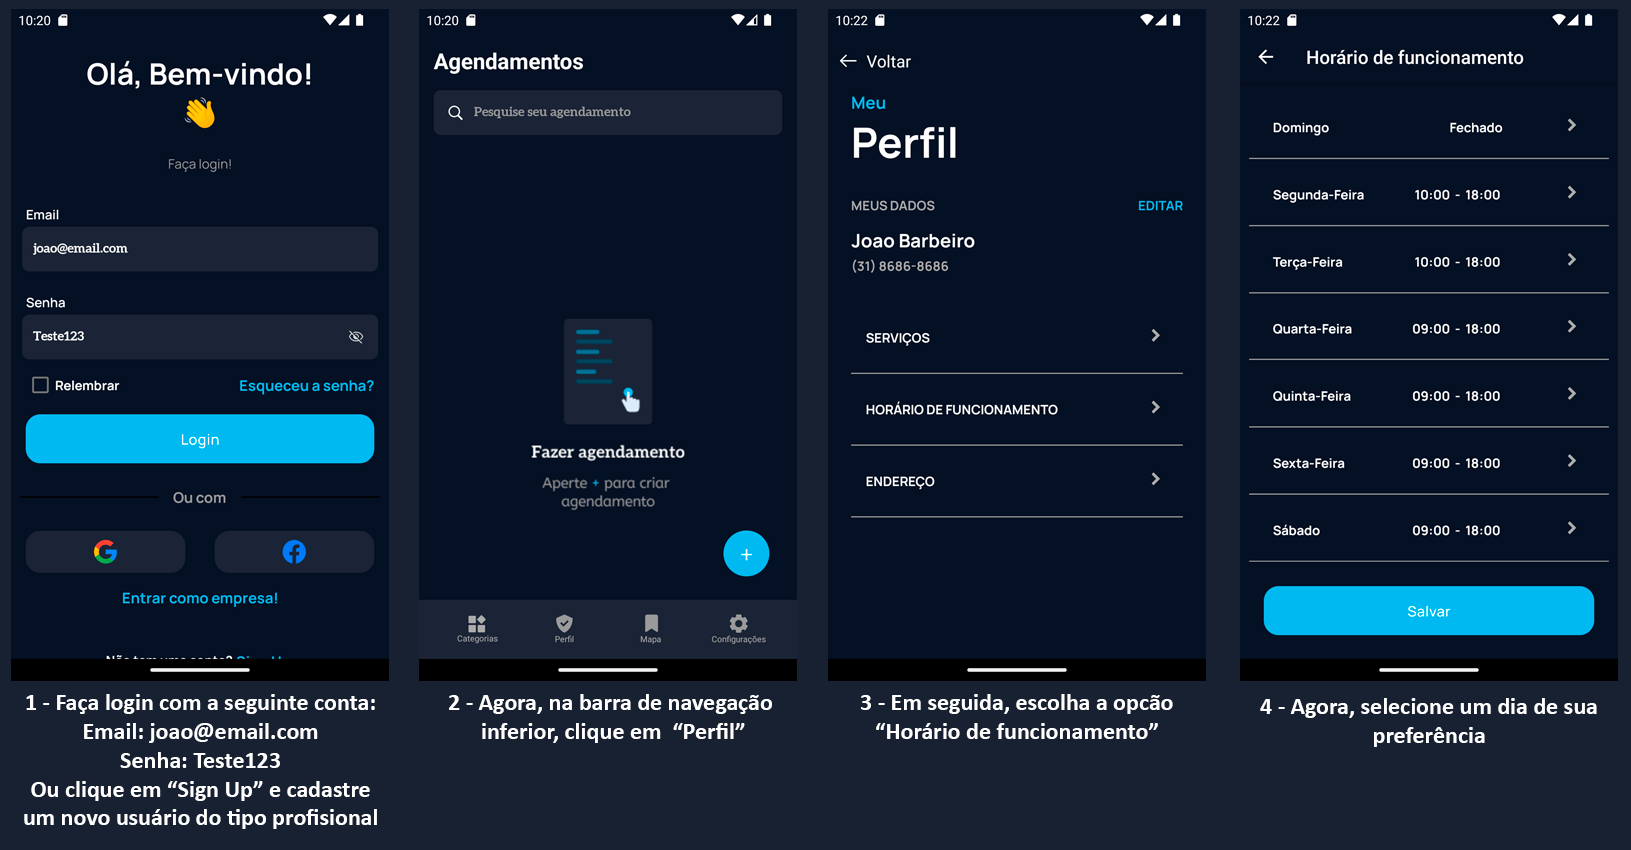 10:20
Olá, Bem-vindo!
Faça login!
Email
joao@email.com
Senha
Teste123
Relembrar
Esqueceu a senha?
Login
Ou com
Entrar como empresa!
1 - Faça login com a seguinte conta:
Email: joao@email.com
Senha: Teste123
Ou clique em “Sign Up” e cadastre
um novo usuário do tipo profisional
10:20
Agendamentos
Pesquise seu agendamento
Fazer agendamento
Aperte + para criar
agendamento
+
Categorias
Perfil
Mapa
Configurações
2 - Agora, na barra de navegação
inferior, clique em “Perfil”
10:22
Voltar
Meu
Perfil
MEUS DADOS
EDITAR
Joao Barbeiro
(31) 8686-8686
SERVIÇOS
HORÁRIO DE FUNCIONAMENTO
ENDEREÇO
3 - Em seguida, escolha a opcão
“Horário de funcionamento”
10:22
Horário de funcionamento
Domingo Fechado
Segunda-Feira 10:00 - 18:00
Terça-Feira 10:00 - 18:00
Quarta-Feira 09:00 - 18:00
Quinta-Feira 09:00 - 18:00
Sexta-Feira 09:00 - 18:00
Sábado 09:00 - 18:00
Salvar
4 - Agora, selecione um dia de sua
preferência